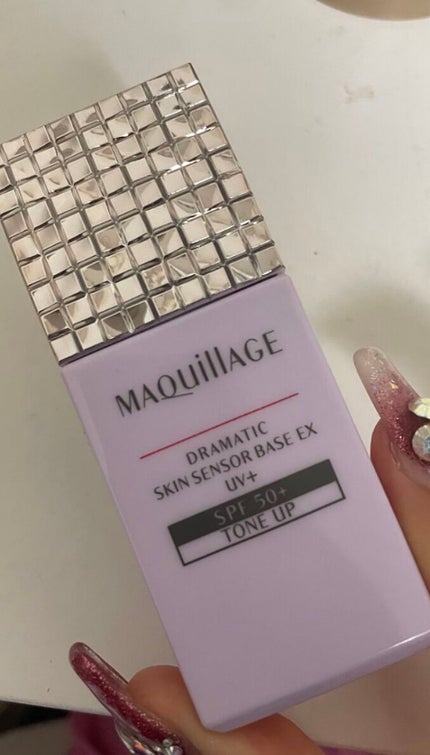 MAQuillAGE
DRAMATIC
SKIN SENSOR BASE EX
UV+
SPF 50+
TONE UP